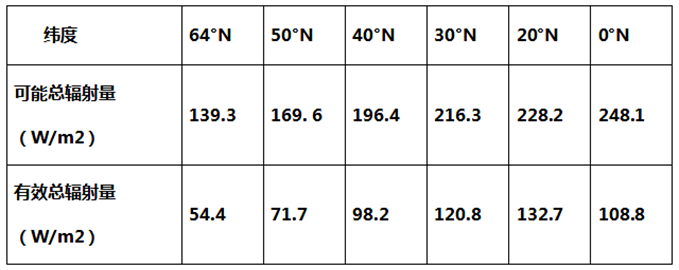 纬度 64°N 50°N 40°N 30°N 20°N 0°N
可能总辐射量
（W/m2） 139.3 169. 6 196.4 216.3 228.2 248.1
有效总辐射量
（W/m2） 54.4 71.7 98.2 120.8 132.7 108.8